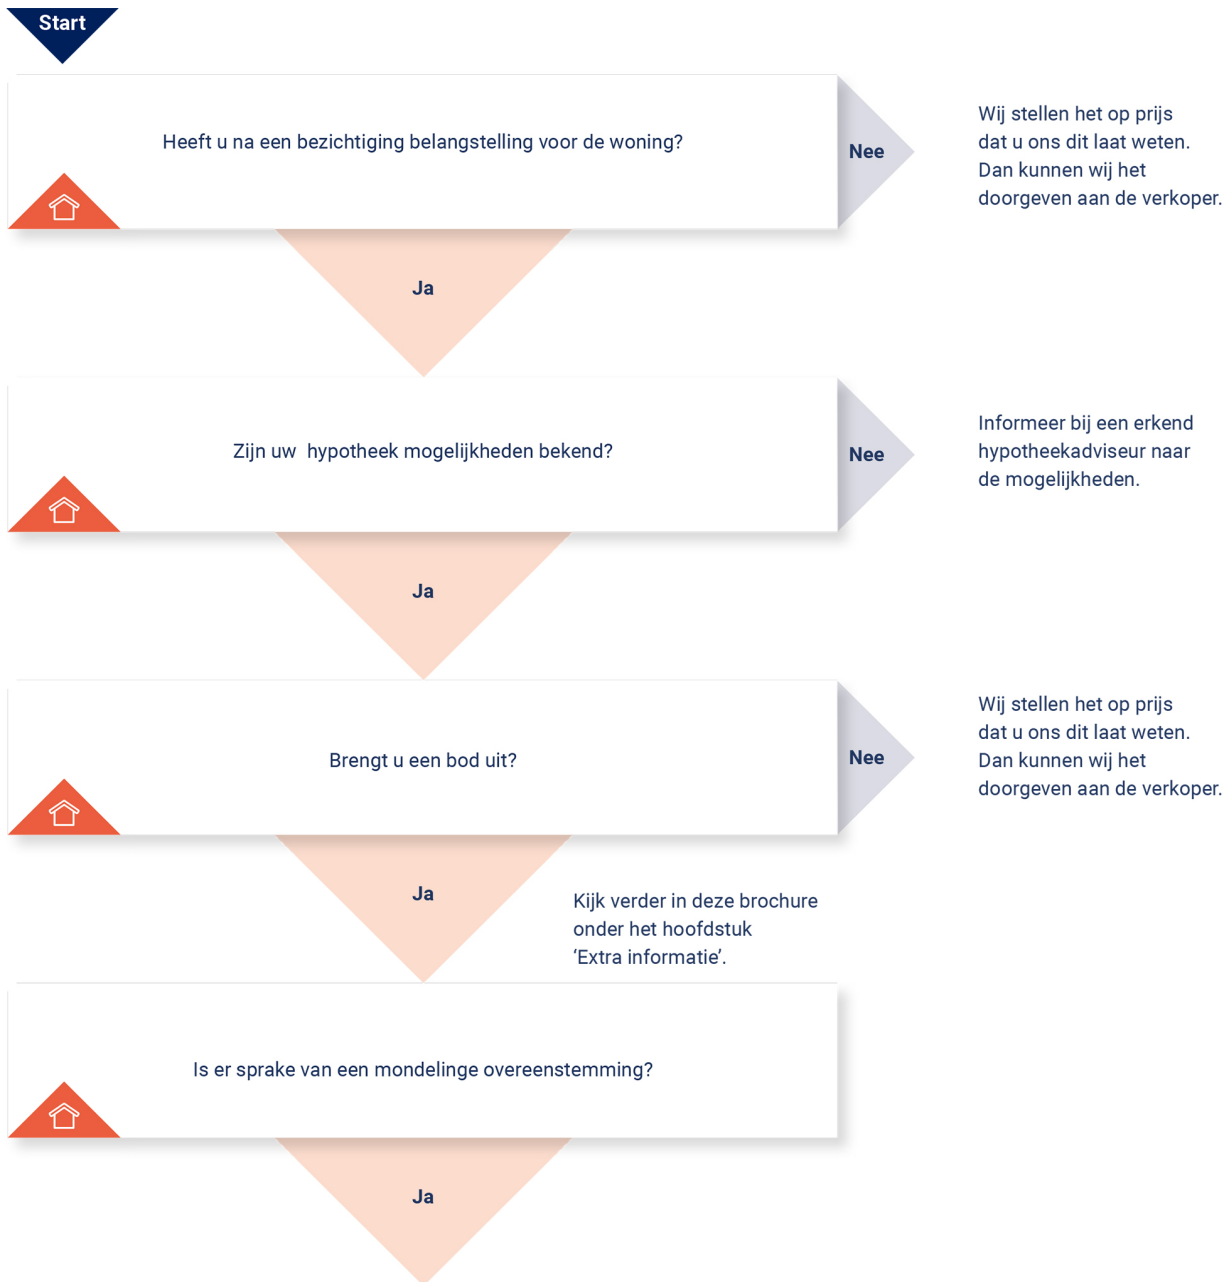 Start
Heeft u na een bezichtiging belangstelling voor de woning?
Nee
Wij stellen het op prijs
dat u ons dit laat weten.
Dan kunnen wij het
doorgeven aan de verkoper.
Ja
Zijn uw  hypotheek mogelijkheden bekend?
Nee
Informeer bij een erkend
hypotheekadviseur naar
de mogelijkheden.
Ja
Brengt u een bod uit?
Nee
Wij stellen het op prijs
dat u ons dit laat weten.
Dan kunnen wij het
doorgeven aan de verkoper.
Ja
Kijk verder in deze brochure
onder het hoofdstuk
‘Extra informatie’.
Is er sprake van een mondelinge overeenstemming?
Ja